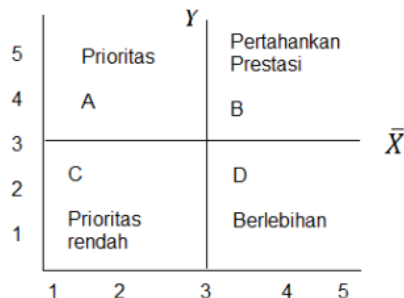 Y
5
Prioritas
Pertahankan
Prestasi
4
A
B
3
X̄
C
D
2
Prioritas
rendah
Berlebihan
1
1 2 3 4 5